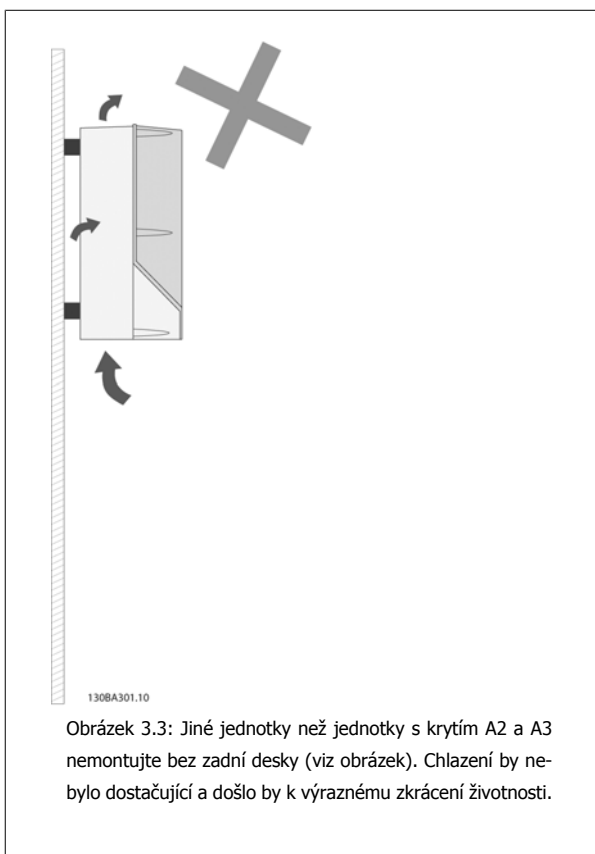 130BA301.10
Obrázek 3.3: Jiné jednotky než jednotky s krytím A2 a A3
nemontujte bez zadní desky (viz obrázek). Chlazení by ne-
bylo dostačující a došlo by k výraznému zkrácení životnosti.